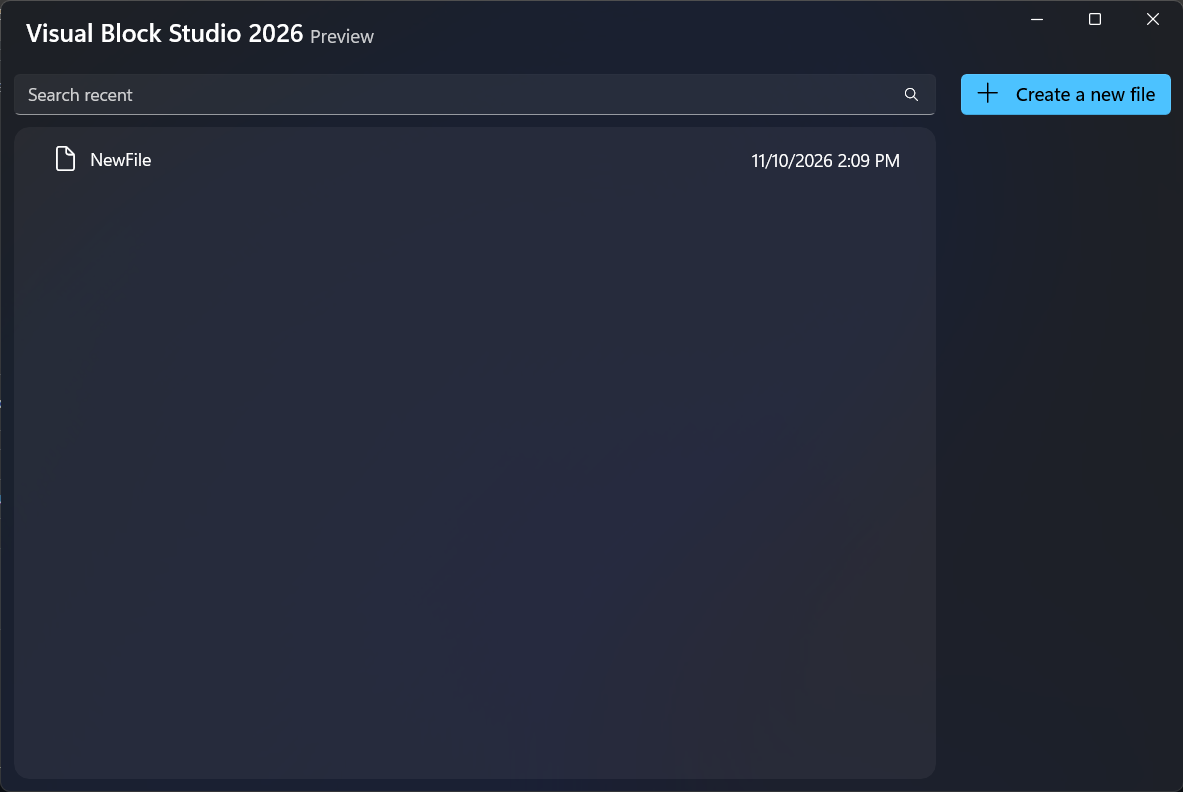 Visual Block Studio 2026 Preview
Search recent
Create a new file
NewFile 11/10/2026 2:09 PM